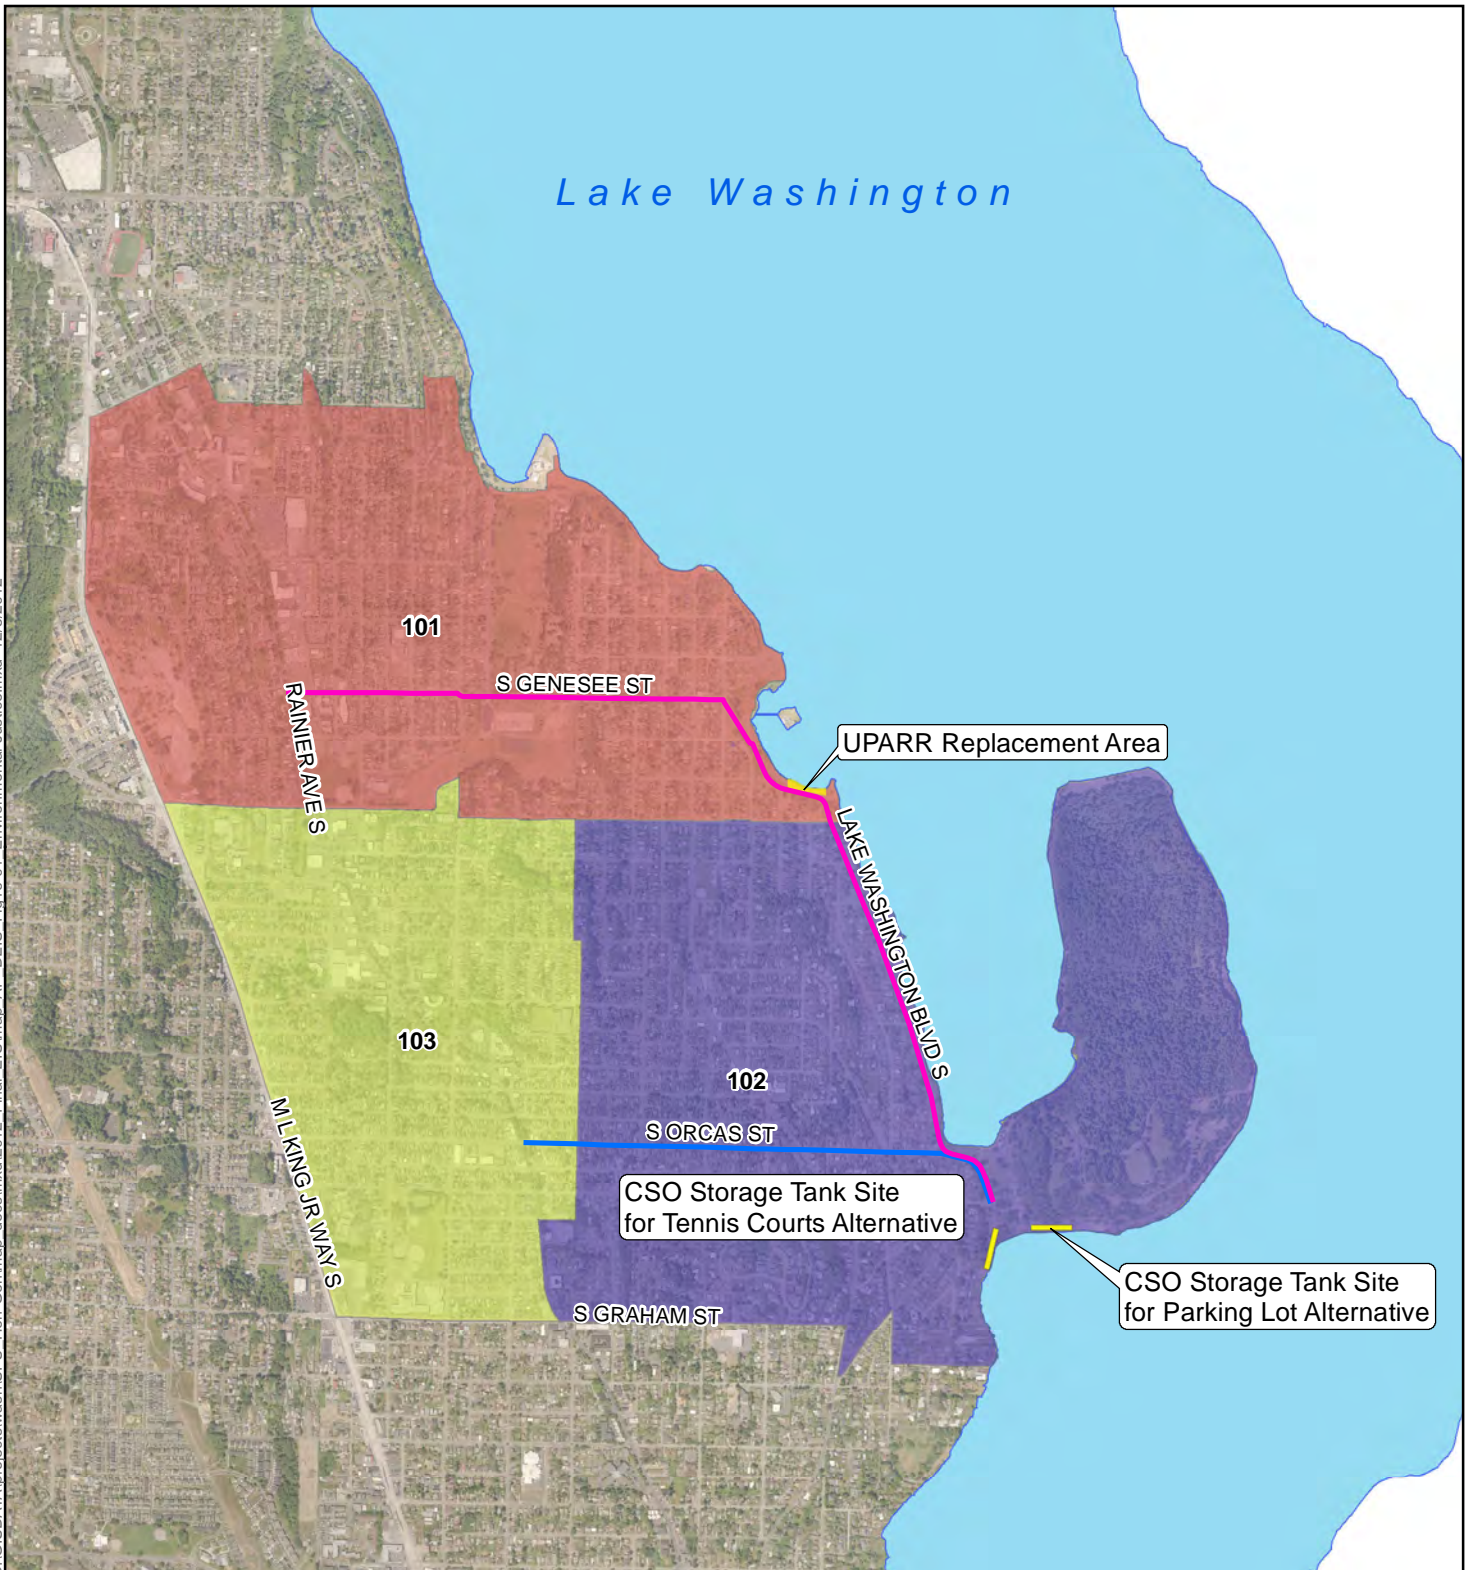 Lake Washington
101
S GENESEE ST
RAINIER AVE S
UPARR Replacement Area
LAKE WASHINGTON BLVD S
103
102
S ORCAS ST
M L KING JR WAY S
CSO Storage Tank Site
for Tennis Courts Alternative
CSO Storage Tank Site
for Parking Lot Alternative
S GRAHAM ST